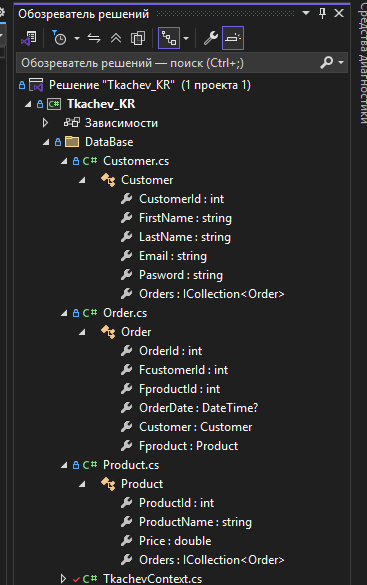 Обозреватель решений
Обозреватель решений — поиск (Ctrl+;)
Решение "Tkachev_KR" (1 проекта 1)
Tkachev_KR
Зависимости
DataBase
C# Customer.cs
Customer
CustomerId : int
FirstName : string
LastName : string
Email : string
Pasword : string
Orders : ICollection<Order>
C# Order.cs
Order
OrderId : int
FcustomerId : int
FproductId : int
OrderDate : DateTime?
Customer : Customer
Fproduct : Product
C# Product.cs
Product
ProductId : int
ProductName : string
Price : double
Orders : ICollection<Order>
C# TkachevContext.cs
Средства диагностики